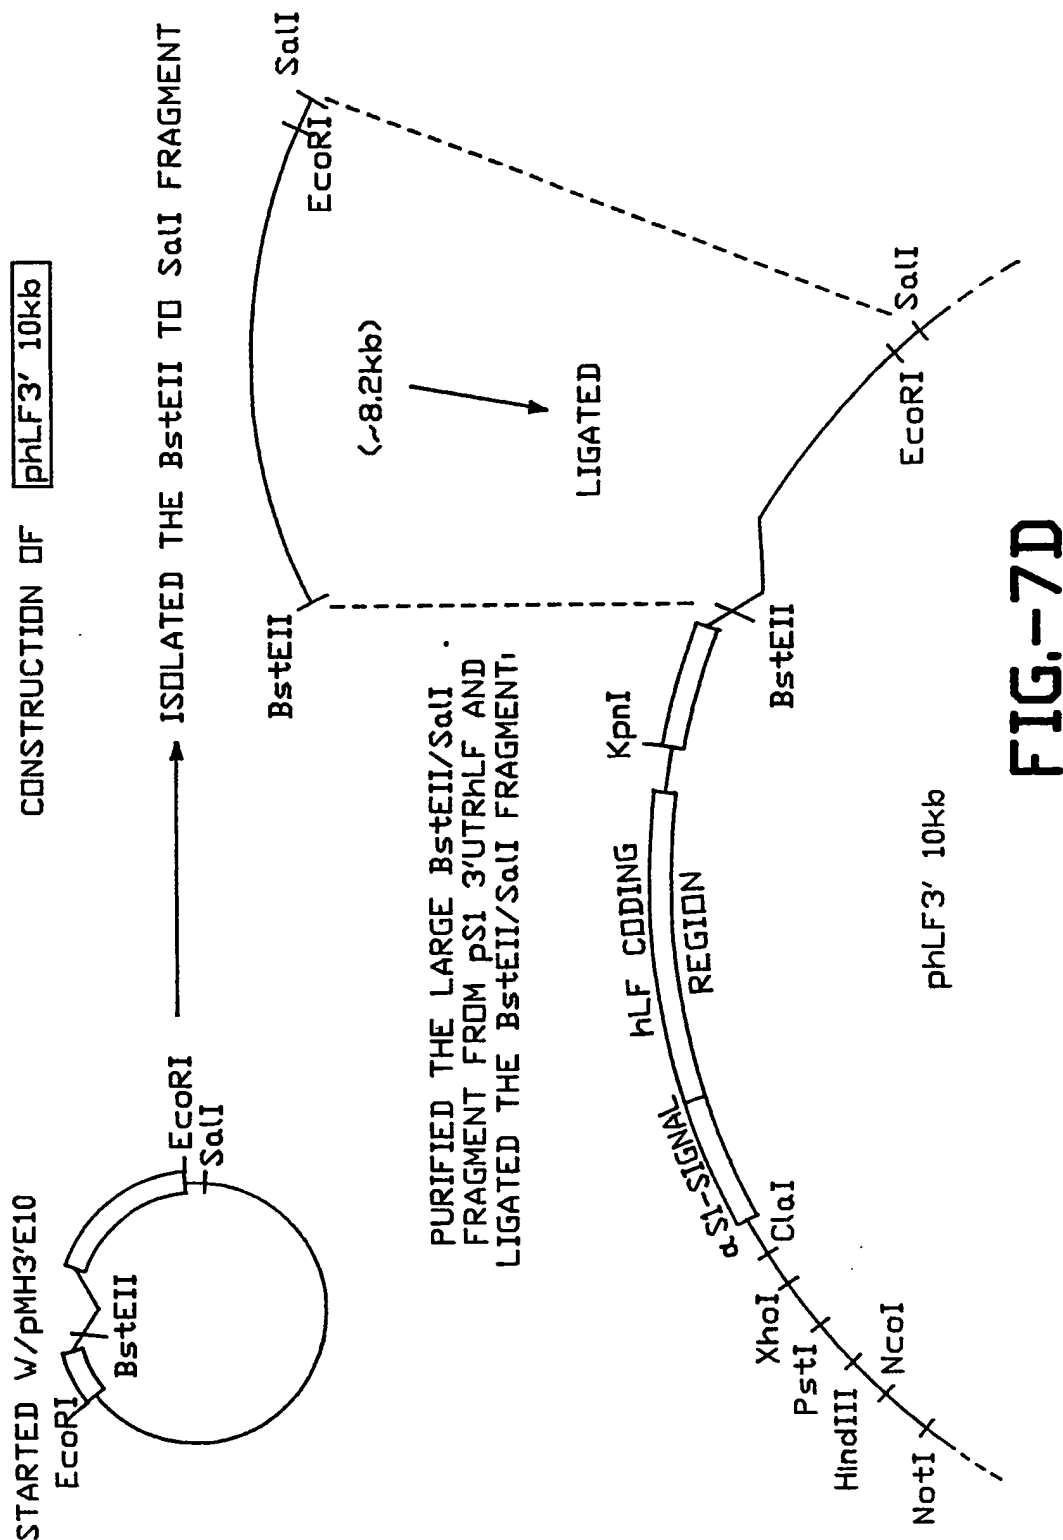 CONSTRUCTION OF phLF3' 10kb
STARTED W/pMH3'E10
EcoRI
BstEII
EcoRI
SalI
ISOLATED THE BstEII TO SalI FRAGMENT
BstEII
EcoRI
SalI
(~8.2kb)
LIGATED
PURIFIED THE LARGE BstEII/SalI
FRAGMENT FROM pS1 3'UTRhLF AND
LIGATED THE BstEII/SalI FRAGMENT:
NotI
NcoI
HindIII
PstI
XhoI
ClaI
αS1-SIGNAL
hLF CODING
REGION
KpnI
BstEII
EcoRI
SalI
phLF3' 10kb
FIG.-7D